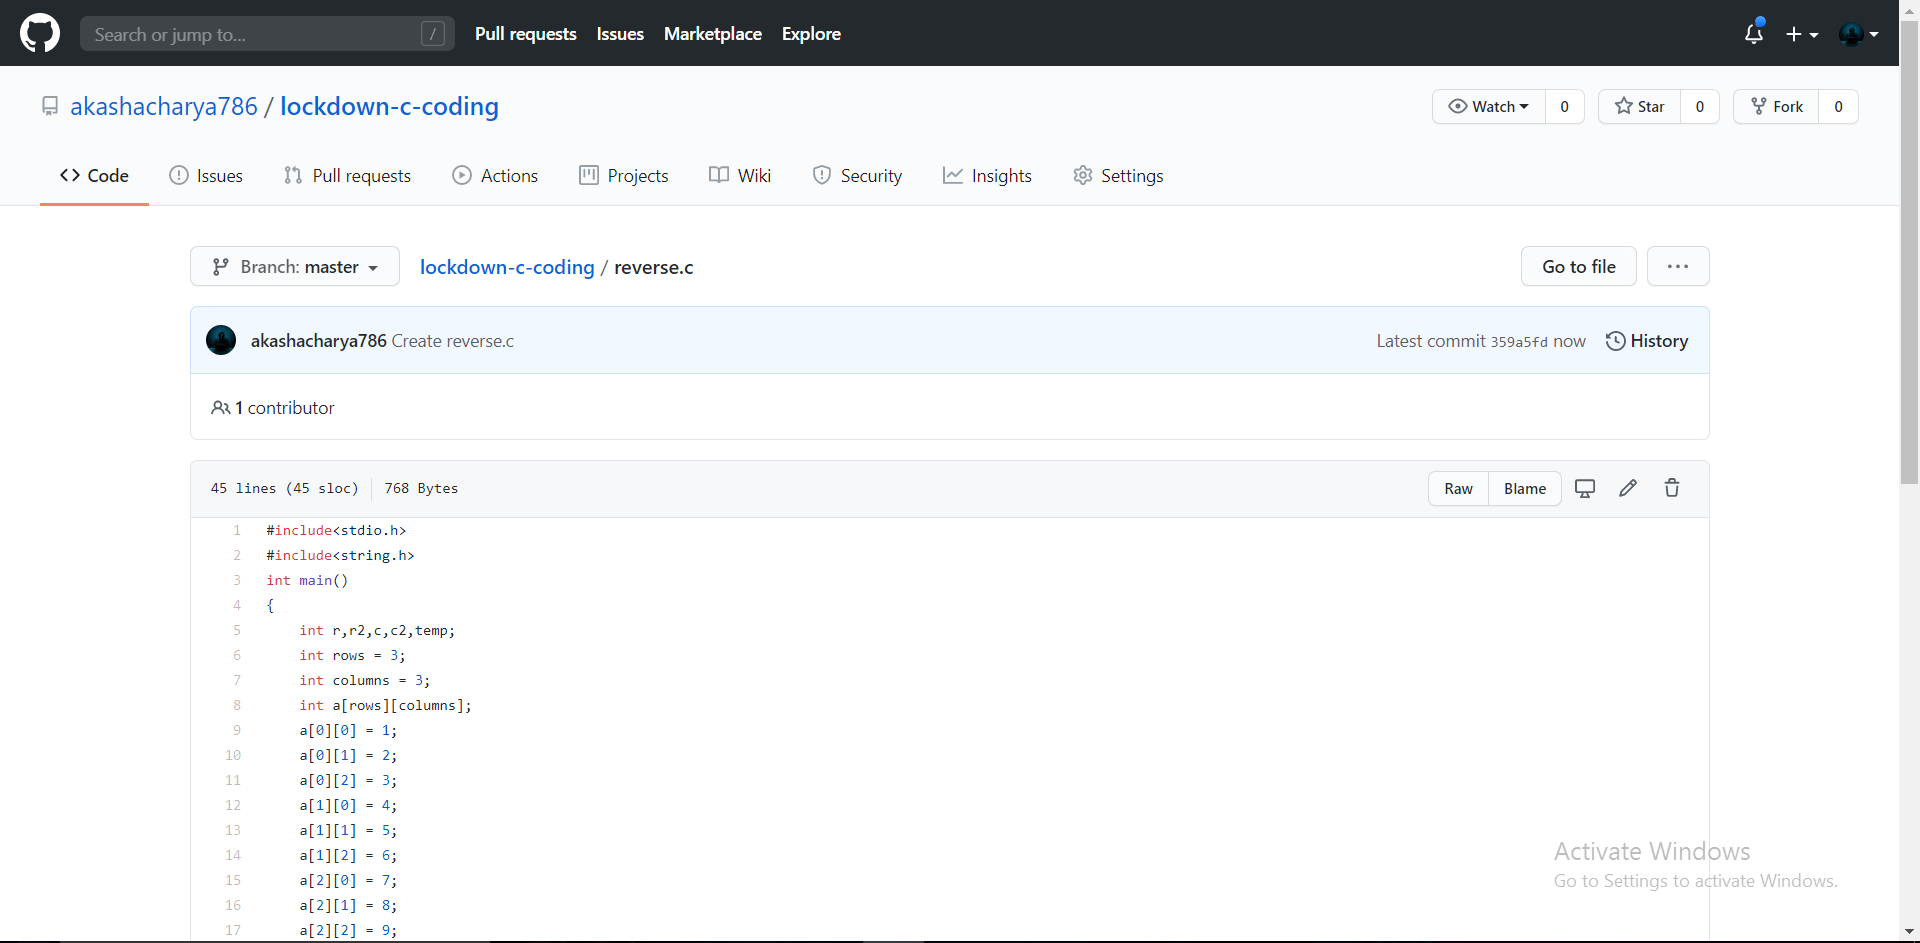 Search or jump to... /
Pull requests Issues Marketplace Explore
akashacharya786 / lockdown-c-coding
Watch 0 Star 0 Fork 0
Code Issues Pull requests Actions Projects Wiki Security Insights Settings
Branch: master lockdown-c-coding / reverse.c Go to file ...
akashacharya786 Create reverse.c Latest commit 359a5fd now History
1 contributor
45 lines (45 sloc) 768 Bytes Raw Blame
1 #include<stdio.h>
2 #include<string.h>
3 int main()
4 {
5 int r,r2,c,c2,temp;
6 int rows = 3;
7 int columns = 3;
8 int a[rows][columns];
9 a[0][0] = 1;
10 a[0][1] = 2;
11 a[0][2] = 3;
12 a[1][0] = 4;
13 a[1][1] = 5;
14 a[1][2] = 6;
15 a[2][0] = 7;
16 a[2][1] = 8;
17 a[2][2] = 9;
Activate Windows
Go to Settings to activate Windows.